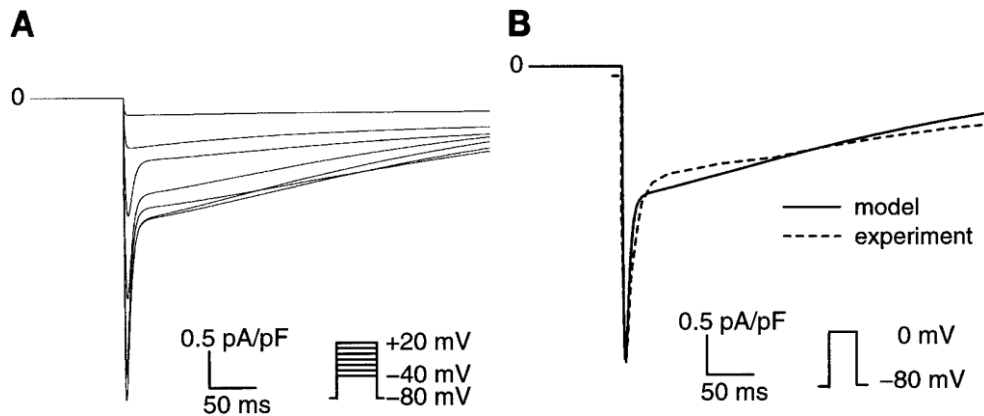 A
0
0.5 pA/pF
50 ms
+20 mV
−40 mV
−80 mV
B
0
model
experiment
0.5 pA/pF
50 ms
0 mV
−80 mV